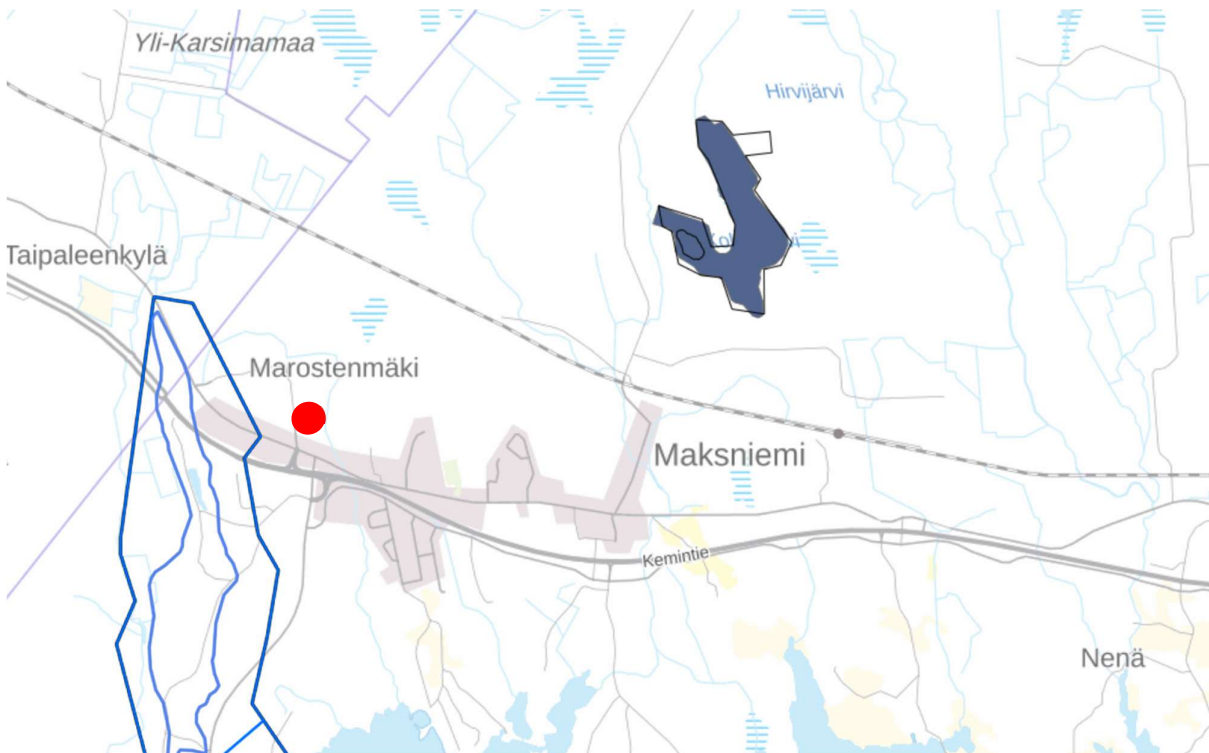 Yli-Karsimamaa
Hirvijärvi
Taipaleenkylä
Marostenmäki
Maksniemi
Kemintie
Nenä